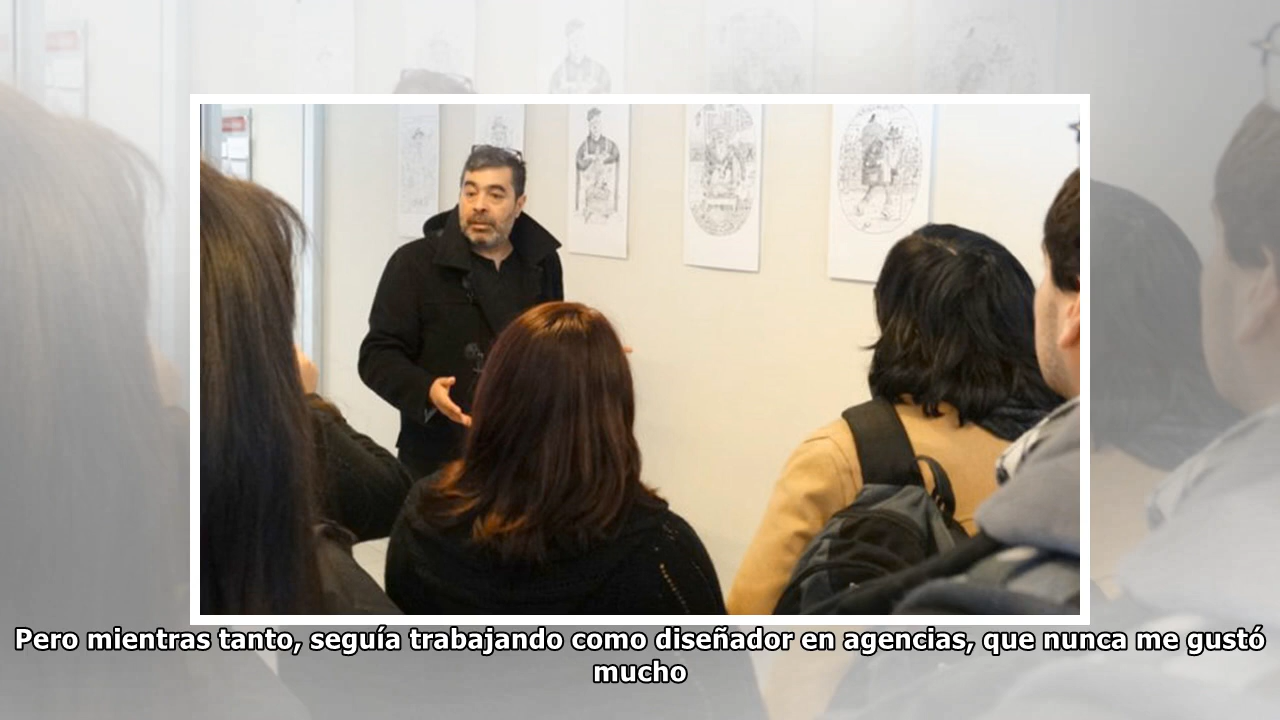 Pero mientras tanto, seguía trabajando como diseñador en agencias, que nunca me gustó
mucho